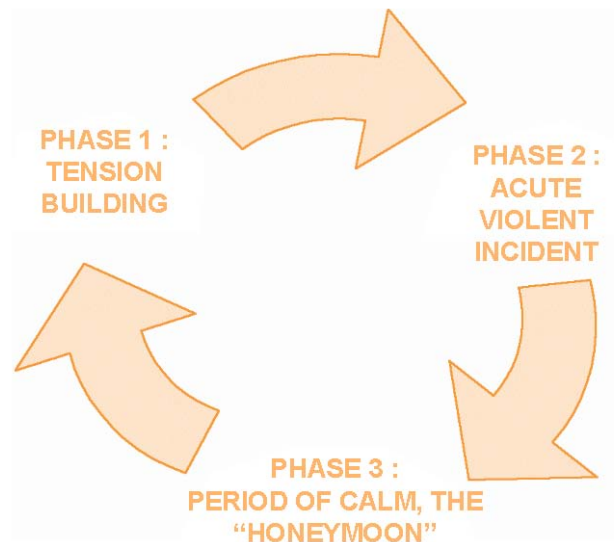 PHASE 1 :
TENSION
BUILDING
PHASE 2 :
ACUTE
VIOLENT
INCIDENT
PHASE 3 :
PERIOD OF CALM, THE
“HONEYMOON”